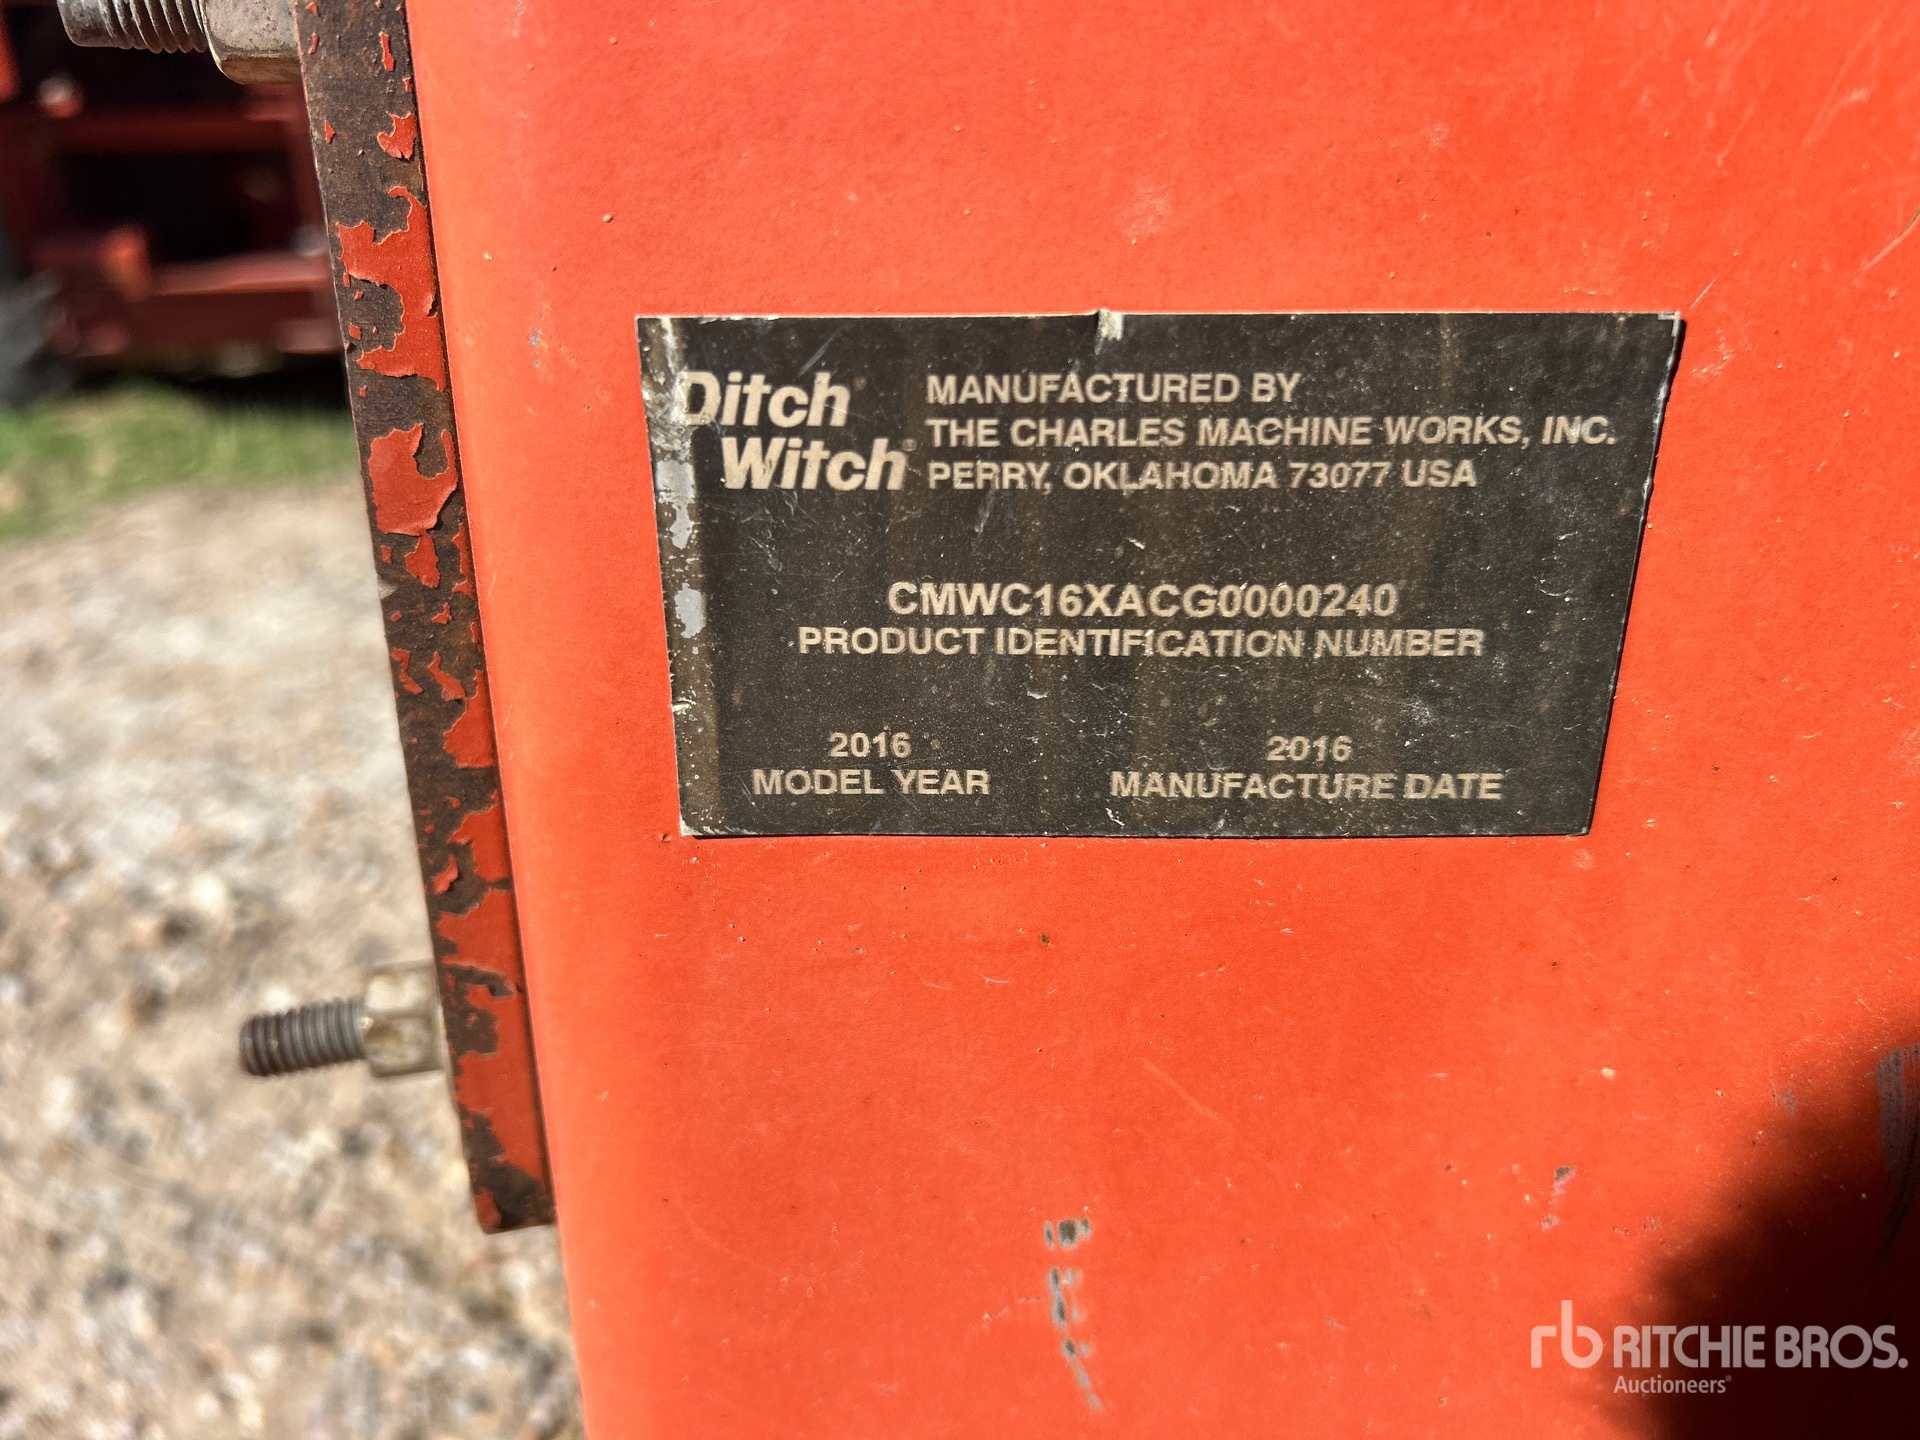 Ditch® Witch®
MANUFACTURED BY
THE CHARLES MACHINE WORKS, INC.
PERRY, OKLAHOMA 73077 USA
CMWC16XACG0000240
PRODUCT IDENTIFICATION NUMBER
2016
MODEL YEAR
2016
MANUFACTURE DATE
rb RITCHIE BROS.
Auctioneers®